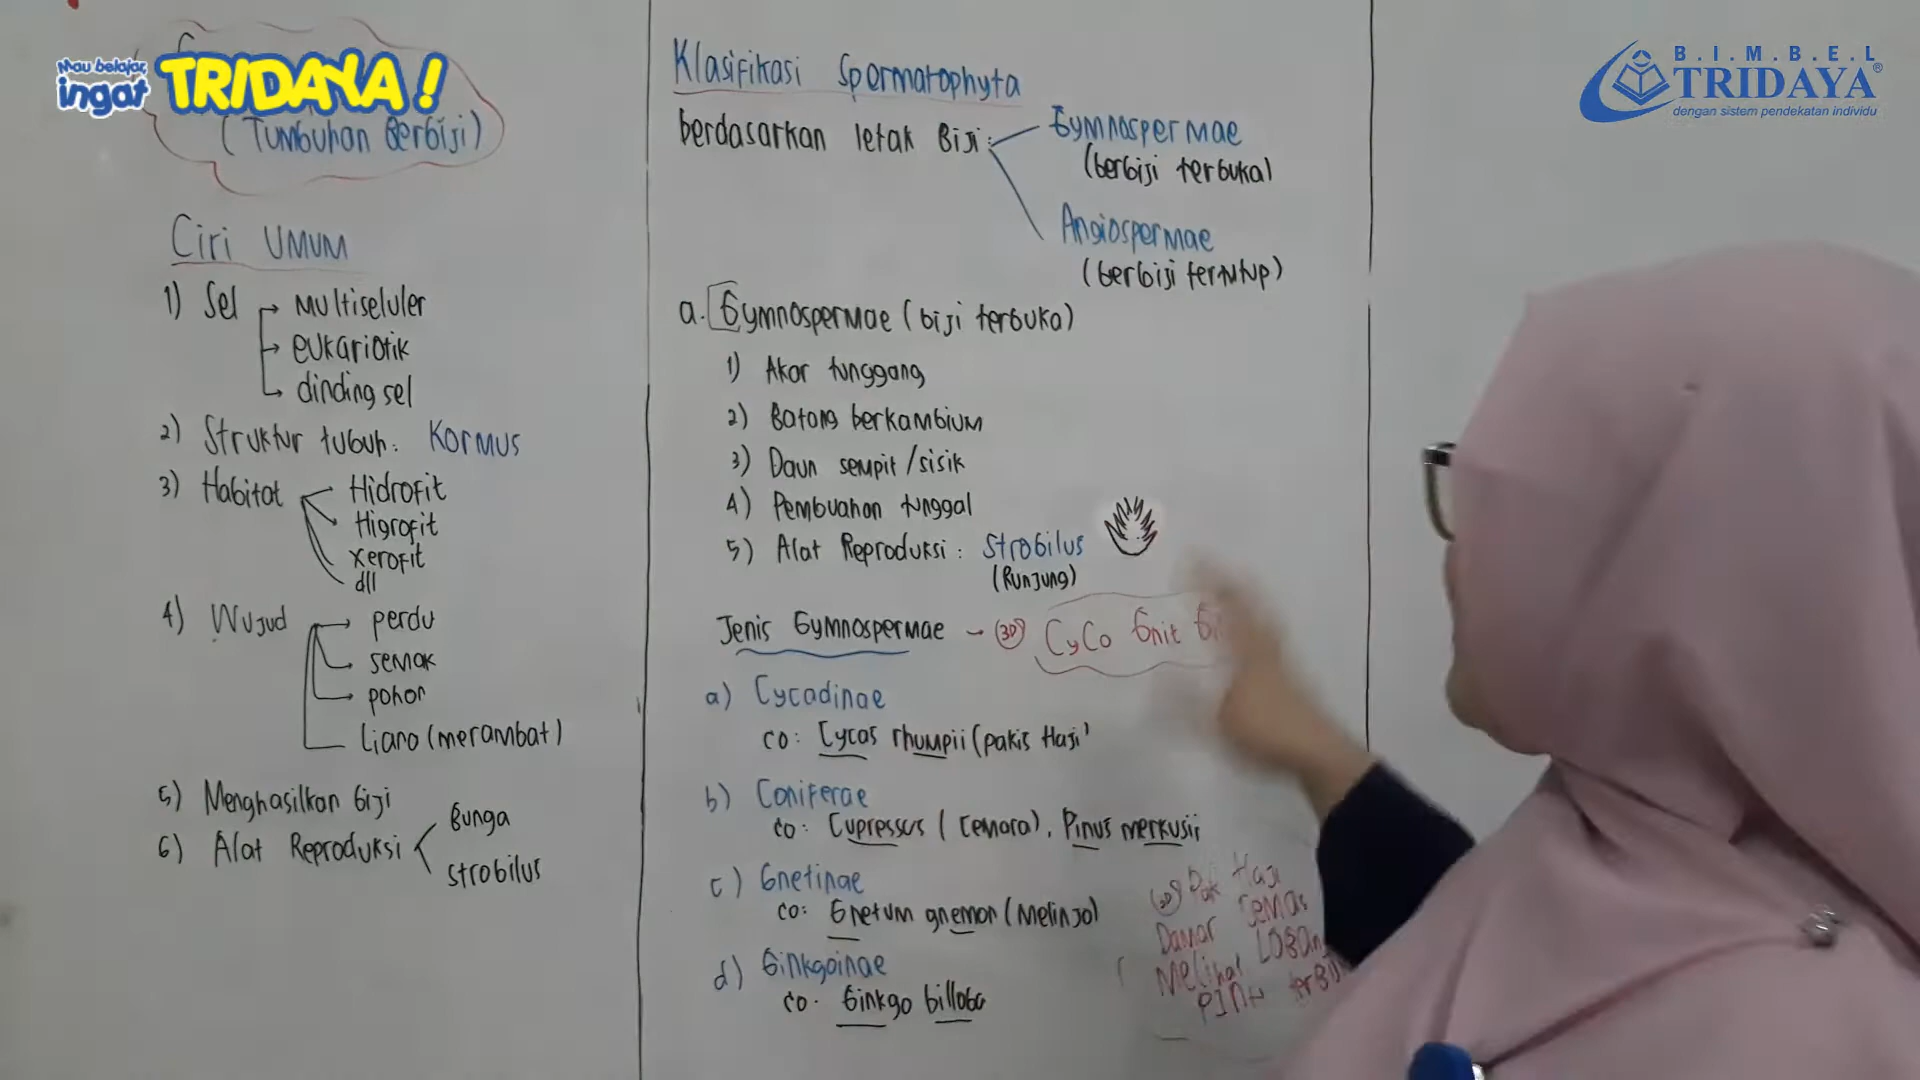 Mau belajar,
ingat TRIDAYA!
(Tumbuhan Berbiji)
Ciri UMUM
1) Sel → Multiseluler
→ eukariotik
→ dinding sel
2) Struktur tubuh: Kormus
3) Habitat
Hidrofit
Higrofit
xerofit
dll
4) Wujud
perdu
semak
pohon
Liana (merambat)
5) Menghasilkan biji
6) Alat Reproduksi
Bunga
Strobilus
Klasifikasi Spermatophyta
berdasarkan letak Biji:
Gymnospermae
(berbiji terbuka)
Angiospermae
(berbiji tertutup)
a. Gymnospermae (biji terbuka)
1) Akar tunggang
2) Batang berkambium
3) Daun sempit/sisik
4) Pembuahan tunggal
5) Alat Reproduksi: Strobilus
(Runjung)
Jenis Gymnospermae - 3D CyCo Gnit
a) Cycadinae
co: Cycas rhumpii (pakis Haji)
b) Coniferae
co: Cupressus (Cemara), Pinus merkusii
c) Gnetinae
co: Gnetum gnemon (Melinjo)
d) Ginkgoinae
co: Ginkgo billoba
Pak Haji
Damar Cemas
Melihat
B.I.M.B.E.L
TRIDAYA®
dengan sistem pendekatan individu